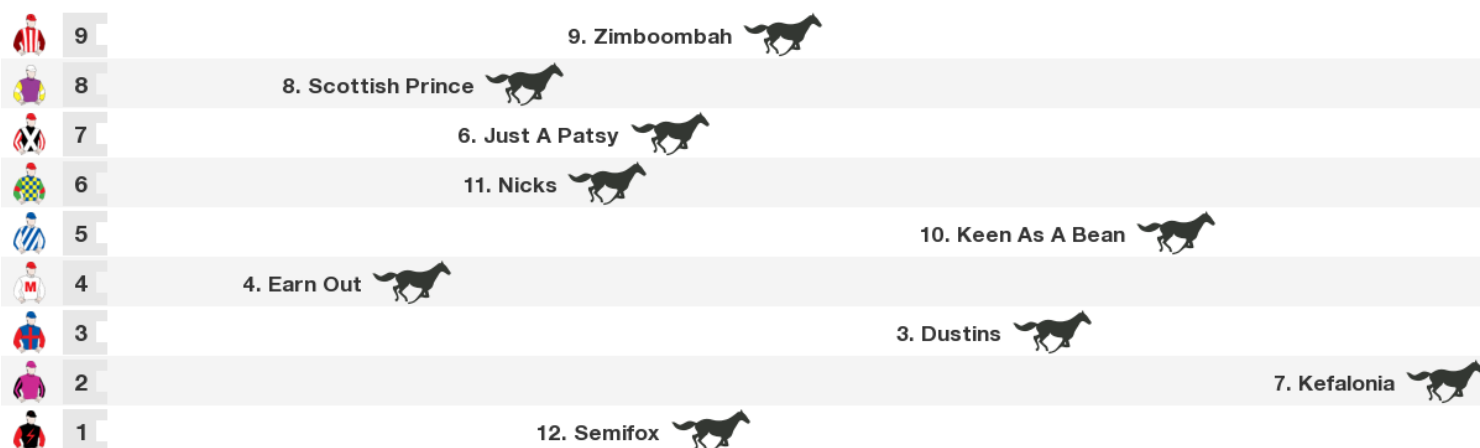 9 9. Zimboombah
8 8. Scottish Prince
7 6. Just A Patsy
6 11. Nicks
5 10. Keen As A Bean
M 4 4. Earn Out
3 3. Dustins
2 7. Kefalonia
1 12. Semifox